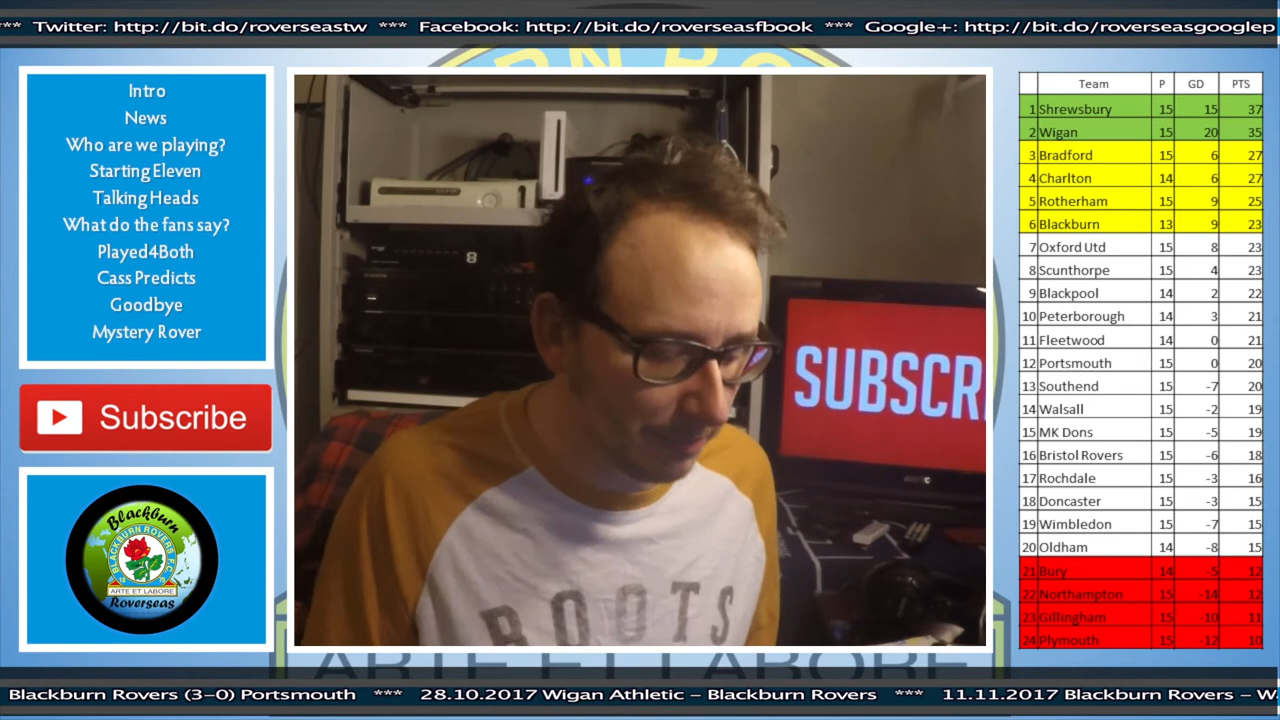 *** Twitter: http://bit.do/roverseastw *** Facebook: http://bit.do/roverseasfbook *** Google+: http://bit.do/roverseasgooglep
Intro
News
Who are we playing?
Starting Eleven
Talking Heads
What do the fans say?
Played4Both
Cass Predicts
Goodbye
Mystery Rover
Subscribe
Blackburn
BLACKBURN ROVERS F.C.
18 75
ARTE ET LABORE
Roverseas
8
SUBSCR
ROOTS
Team P GD PTS
1 Shrewsbury 15 15 37
2 Wigan 15 20 35
3 Bradford 15 6 27
4 Charlton 14 6 27
5 Rotherham 15 9 25
6 Blackburn 13 9 23
7 Oxford Utd 15 8 23
8 Scunthorpe 15 4 23
9 Blackpool 14 2 22
10 Peterborough 14 3 21
11 Fleetwood 14 0 21
12 Portsmouth 15 0 20
13 Southend 15 -7 20
14 Walsall 15 -2 19
15 MK Dons 15 -5 19
16 Bristol Rovers 15 -6 18
17 Rochdale 15 -3 16
18 Doncaster 15 -3 15
19 Wimbledon 15 -7 15
20 Oldham 14 -8 15
21 Bury 14 -5 12
22 Northampton 15 -14 12
23 Gillingham 15 -10 11
24 Plymouth 15 -12 10
ARTE ET LABORE
Blackburn Rovers (3-0) Portsmouth *** 28.10.2017 Wigan Athletic – Blackburn Rovers *** 11.11.2017 Blackburn Rovers – W